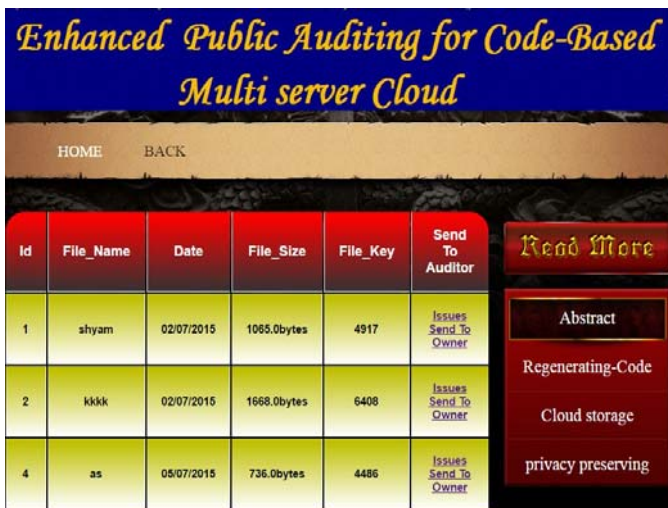 Enhanced Public Auditing for Code-Based
Multi server Cloud
HOME BACK
Id File_Name Date File_Size File_Key Send To Auditor
1 shyam 02/07/2015 1065.0bytes 4917 Issues Send To Owner
2 kkkk 02/07/2015 1668.0bytes 6408 Issues Send To Owner
4 as 05/07/2015 736.0bytes 4486 Issues Send To Owner
Read More
Abstract
Regenerating-Code
Cloud storage
privacy preserving